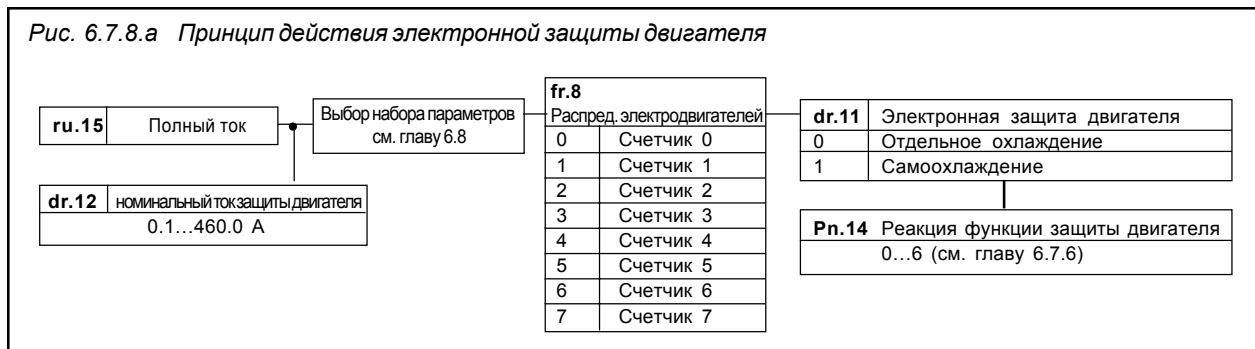 Рис. 6.7.8.a Принцип действия электронной защиты двигателя
ru.15 Полный ток
dr.12 номинальный ток защиты двигателя
0.1…460.0 A
Выбор набора параметров
см. главу 6.8
fr.8
Распред. электродвигателей
0 Счетчик 0
1 Счетчик 1
2 Счетчик 2
3 Счетчик 3
4 Счетчик 4
5 Счетчик 5
6 Счетчик 6
7 Счетчик 7
dr.11 Электронная защита двигателя
0 Отдельное охлаждение
1 Самоохлаждение
Pn.14 Реакция функции защиты двигателя
0…6 (см. главу 6.7.6)